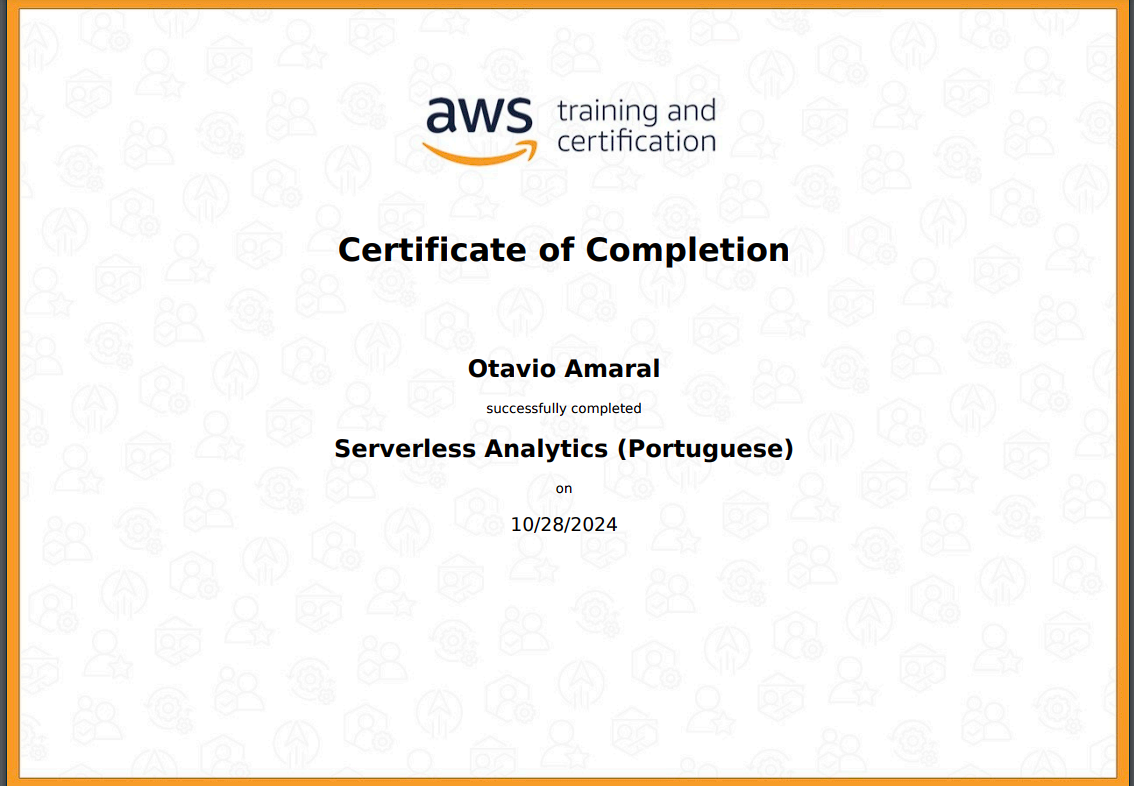 aws training and
certification
Certificate of Completion
Otavio Amaral
successfully completed
Serverless Analytics (Portuguese)
on
10/28/2024